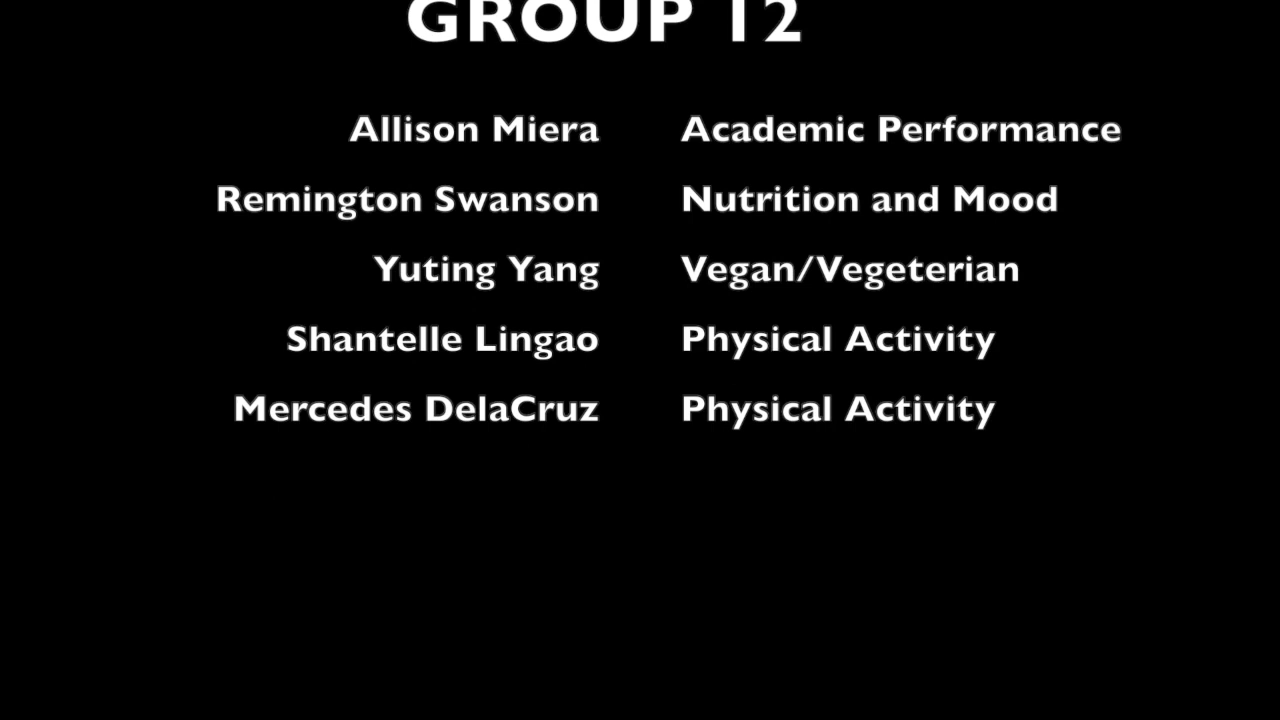 GROUP 12
Allison Miera Academic Performance
Remington Swanson Nutrition and Mood
Yuting Yang Vegan/Vegeterian
Shantelle Lingao Physical Activity
Mercedes DelaCruz Physical Activity